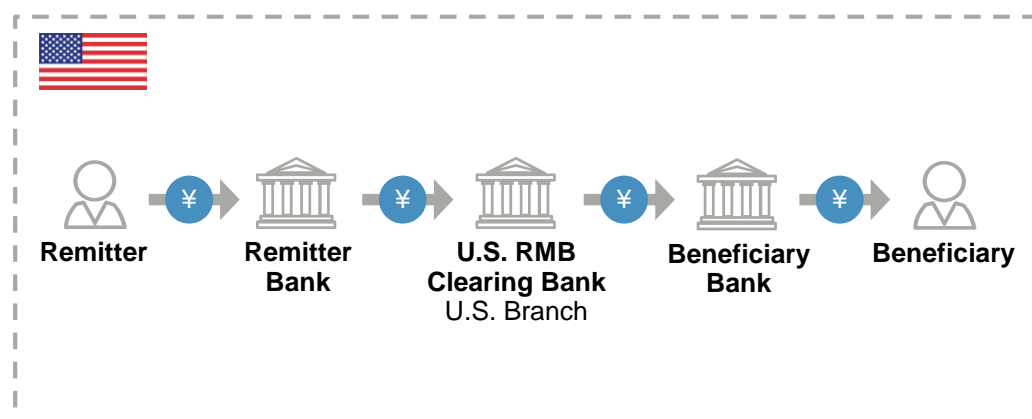 ¥ ¥ ¥ ¥
Remitter Remitter U.S. RMB Beneficiary Beneficiary
Bank Clearing Bank Bank
U.S. Branch